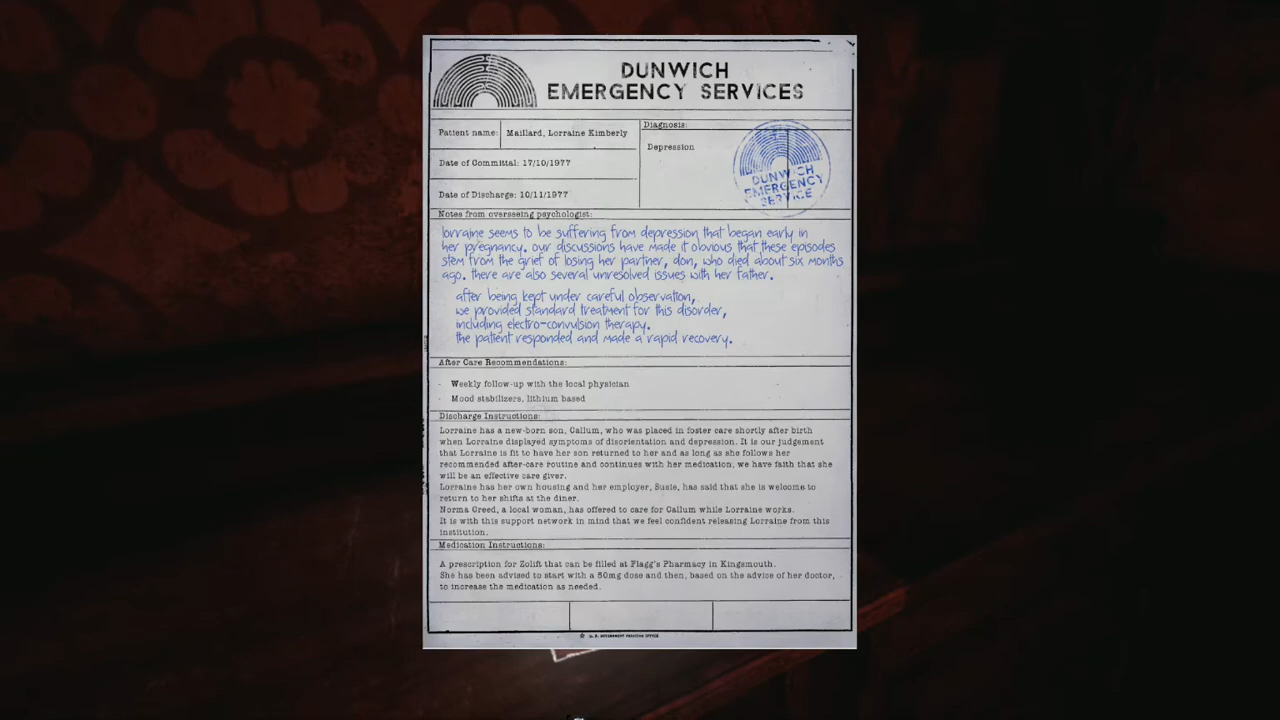 DUNWICH
EMERGENCY SERVICES
Patient name: Maillard, Lorraine Kimberly
Diagnosis:
Depression
Date of Committal: 17/10/1977
Date of Discharge: 10/11/1977
DUNWICH
EMERGENCY
SERVICE
Notes from overseeing psychologist:
lorraine seems to be suffering from depression that began early in
her pregnancy. our discussions have made it obvious that these episodes
stem from the grief of losing her partner, don, who died about six months
ago. there are also several unresolved issues with her father.
after being kept under careful observation,
we provided standard treatment for this disorder,
including electro-convulsion therapy.
the patient responded and made a rapid recovery.
After Care Recommendations:
- Weekly follow-up with the local physician
- Mood stabilizers, lithium based
Discharge Instructions:
Lorraine has a new-born son, Callum, who was placed in foster care shortly after birth
when Lorraine displayed symptoms of disorientation and depression. It is our judgement
that Lorraine is fit to have her son returned to her and as long as she follows her
recommended after-care routine and continues with her medication, we have faith that she
will be an effective care giver.
Lorraine has her own housing and her employer, Susie, has said that she is welcome to
return to her shifts at the diner.
Norma Creed, a local woman, has offered to care for Callum while Lorraine works.
It is with this support network in mind that we feel confident releasing Lorraine from this
institution.
Medication Instructions:
A prescription for Zolift that can be filled at Flagg's Pharmacy in Kingsmouth.
She has been advised to start with a 50mg dose and then, based on the advice of her doctor,
to increase the medication as needed.
☆ U. S. GOVERNMENT PRINTING OFFICE